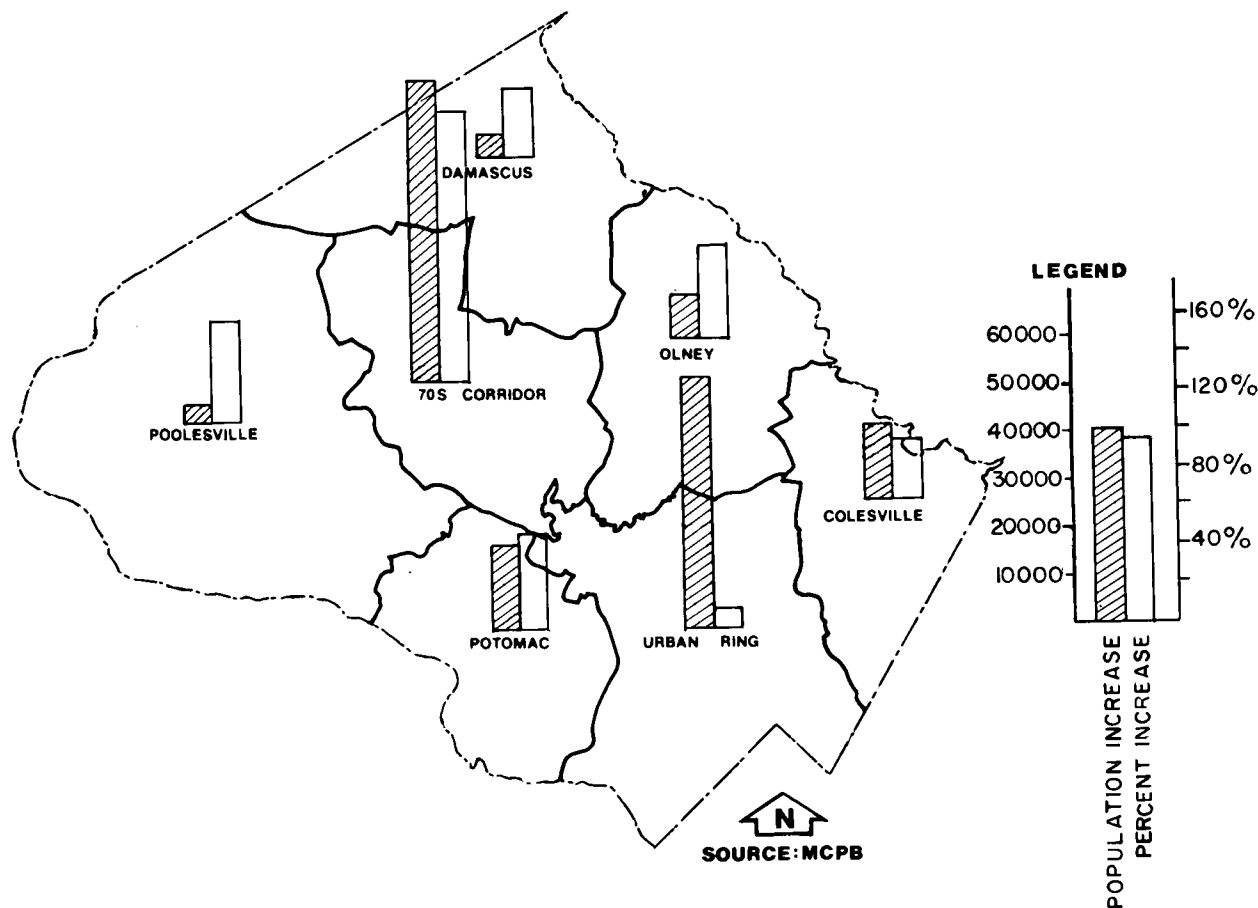 DAMASCUS
OLNEY
70S CORRIDOR
POOLESVILLE
COLESVILLE
POTOMAC
URBAN RING
N
SOURCE:MCPB
LEGEND
60000
50000
40000
30000
20000
10000
160%
120%
80%
40%
POPULATION INCREASE
PERCENT INCREASE